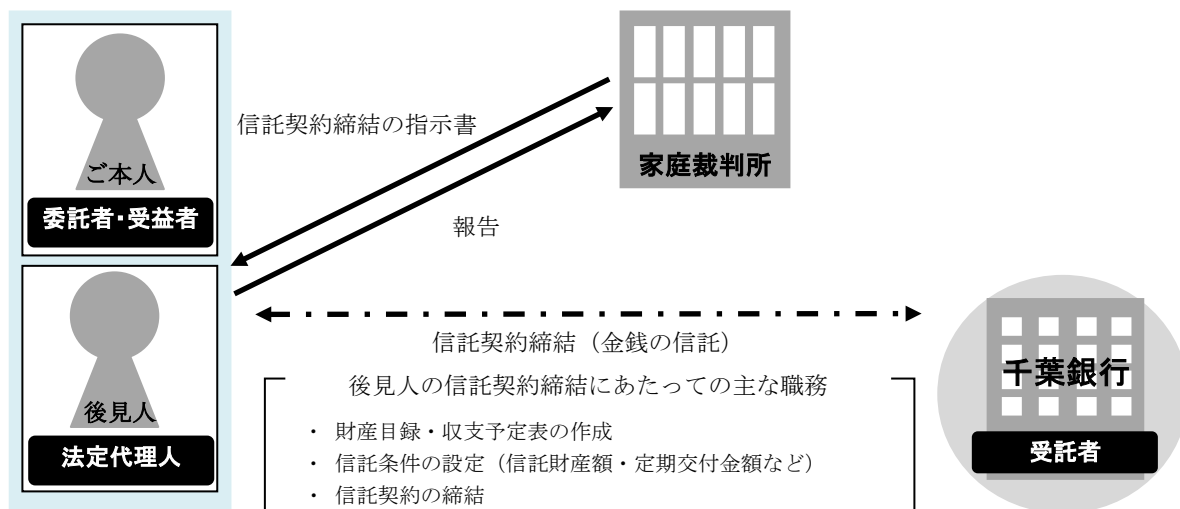 ご本人
委託者・受益者
後見人
法定代理人
信託契約締結の指示書
報告
家庭裁判所
信託契約締結（金銭の信託）
後見人の信託契約締結にあたっての主な職務
・ 財産目録・収支予定表の作成
・ 信託条件の設定（信託財産額・定期交付金額など）
・ 信託契約の締結
千葉銀行
受託者